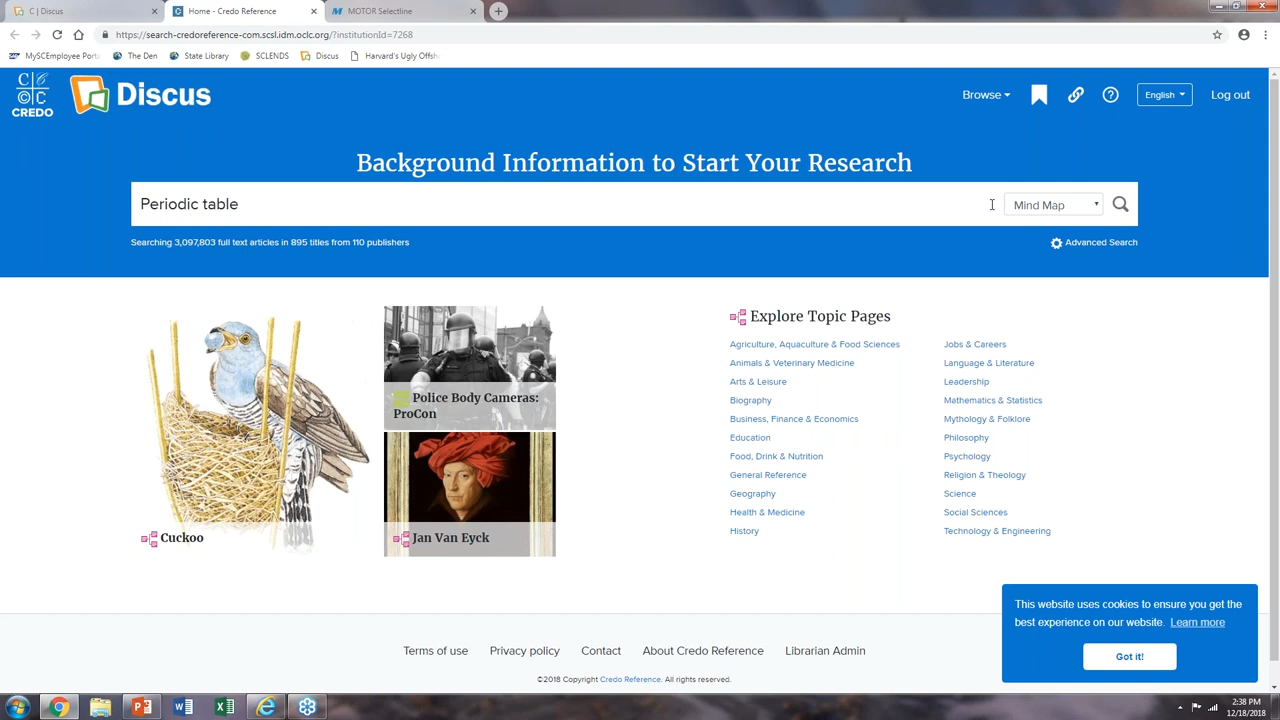 C | Discus
Home - Credo Reference
MOTOR Selectline
https://search-credoreference-com.scsl.idm.oclc.org/?institutionId=7268
MySCEmployee Porta
The Den
State Library
SCLENDS
Discus
Harvard's Ugly Offsh
CREDO
Discus
Browse
English
Log out
Background Information to Start Your Research
Periodic table
Mind Map
Searching 3,097,803 full text articles in 895 titles from 110 publishers
Advanced Search
Cuckoo
Police Body Cameras:
ProCon
Jan Van Eyck
Explore Topic Pages
Agriculture, Aquaculture & Food Sciences
Animals & Veterinary Medicine
Arts & Leisure
Biography
Business, Finance & Economics
Education
Food, Drink & Nutrition
General Reference
Geography
Health & Medicine
History
Jobs & Careers
Language & Literature
Leadership
Mathematics & Statistics
Mythology & Folklore
Philosophy
Psychology
Religion & Theology
Science
Social Sciences
Technology & Engineering
This website uses cookies to ensure you get the
best experience on our website. Learn more
Got it!
Terms of use
Privacy policy
Contact
About Credo Reference
Librarian Admin
©2018 Copyright Credo Reference. All rights reserved.
2:38 PM
12/18/2018